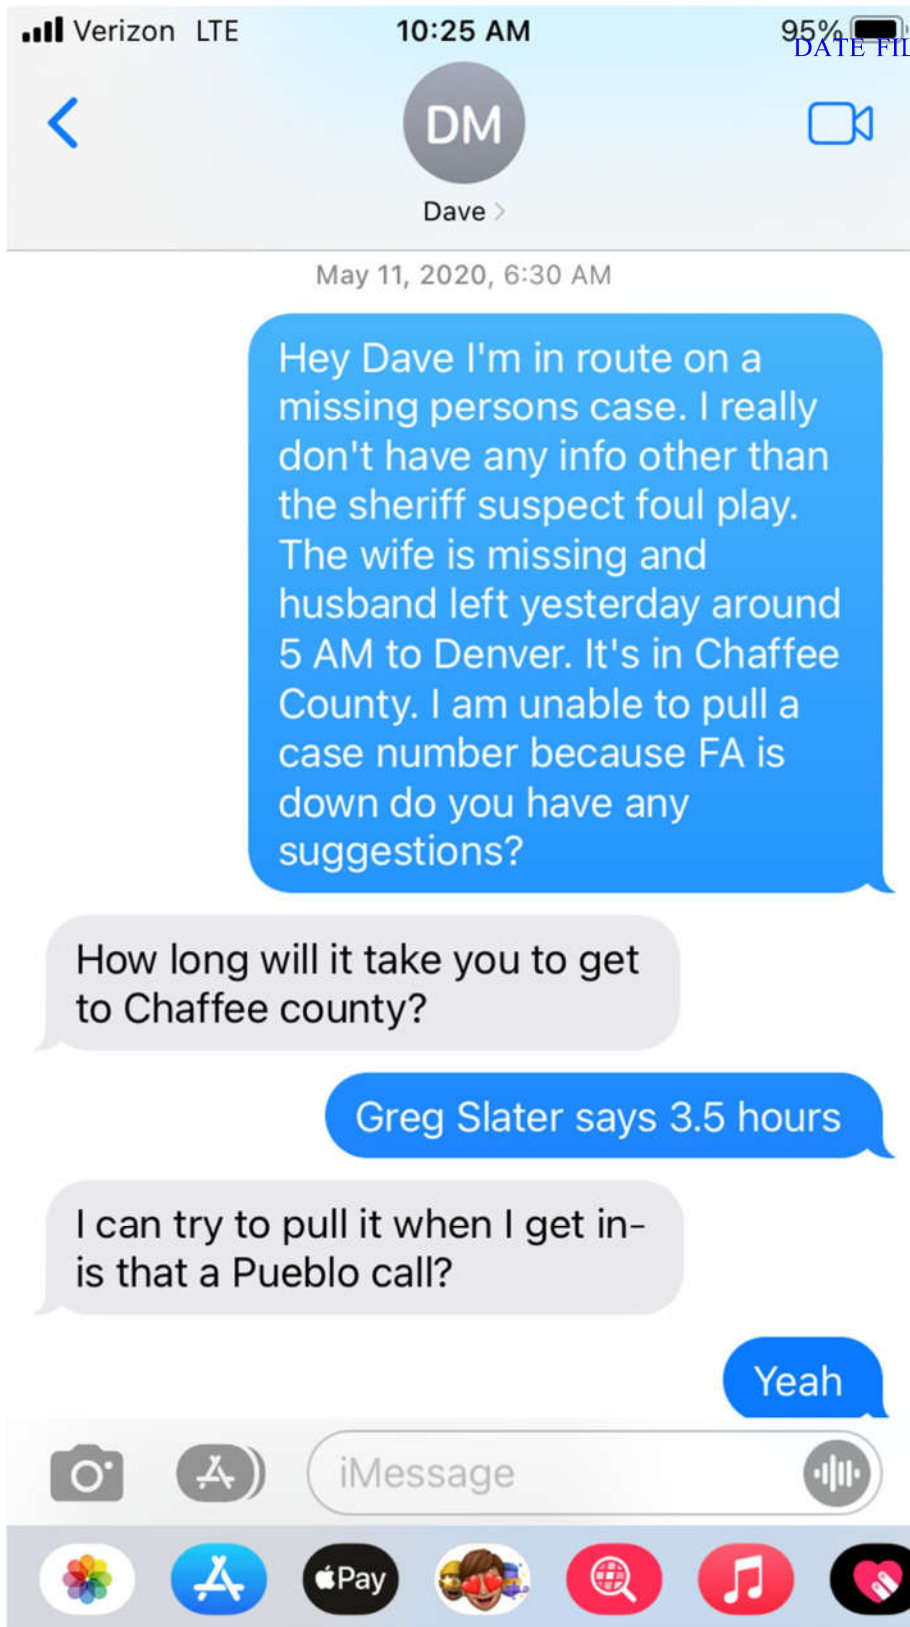 Verizon LTE 10:25 AM 95%
DATE FIL
DM
Dave
May 11, 2020, 6:30 AM
Hey Dave I'm in route on a
missing persons case. I really
don't have any info other than
the sheriff suspect foul play.
The wife is missing and
husband left yesterday around
5 AM to Denver. It's in Chaffee
County. I am unable to pull a
case number because FA is
down do you have any
suggestions?
How long will it take you to get
to Chaffee county?
Greg Slater says 3.5 hours
I can try to pull it when I get in-
is that a Pueblo call?
Yeah
iMessage
Pay